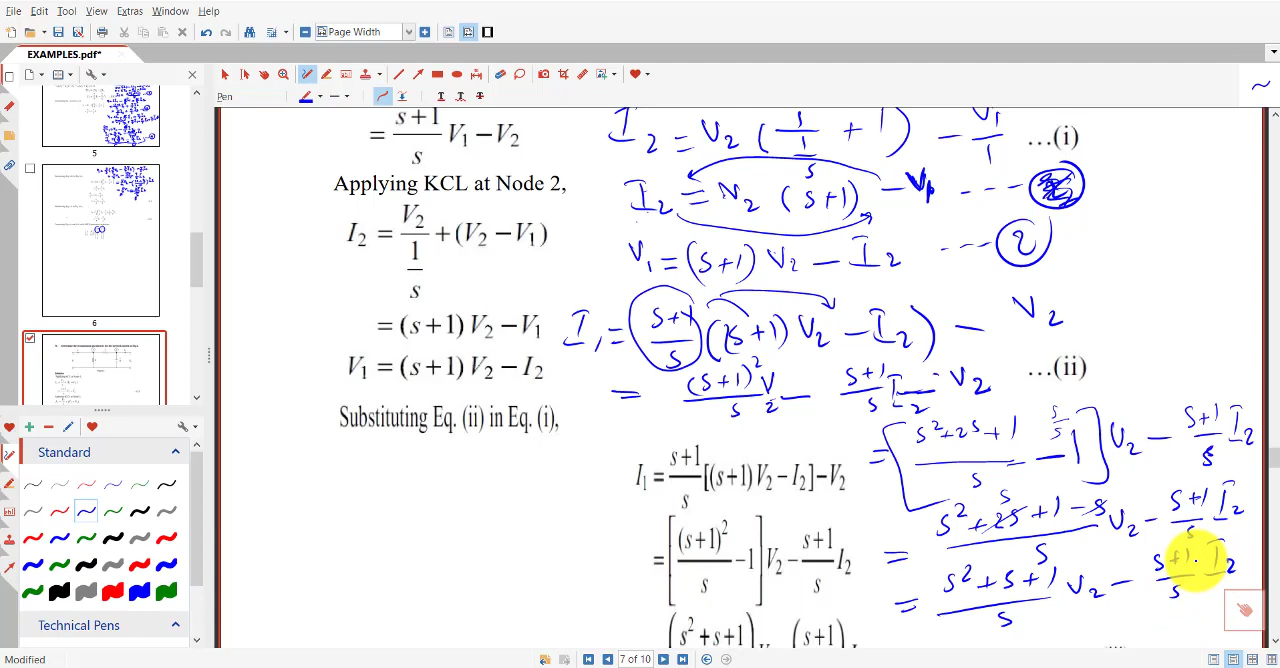 File Edit View Extras Window Help
Page Width
EXAMPLES.pdf*
Pen
5
6
= s+1/s V₁ − V₂
I₂ = V₂ ( s/(1/s) + 1 ) − V₁/1
…(i)
Applying KCL at Node 2,
I₂ = V₂ (s+1) − V₁ ----
I₂ = V₂/(1/s) + (V₂ − V₁)
V₁ = (s+1) V₂ − I₂ ---- 2
= (s+1) V₂ − V₁
I₁ = s+1/s ((s+1) V₂ − I₂) − V₂
V₁ = (s+1) V₂ − I₂
…(ii)
= (s+1)²/s V₂ − s+1/s I₂ − V₂
Substituting Eq. (ii) in Eq. (i),
= [ s²+2s+1/s − 1 s/s ] V₂ − s+1/s I₂
I₁ = s+1/s [(s+1) V₂ − I₂] − V₂
= s²+2s+1−s/s V₂ − s+1/s I₂
= [ (s+1)²/s − 1 ] V₂ − s+1/s I₂
= s²+s+1/s V₂ − s+1/s I₂
(s²+s+1) (s+1)
Standard
Technical Pens
Modified
7 of 10